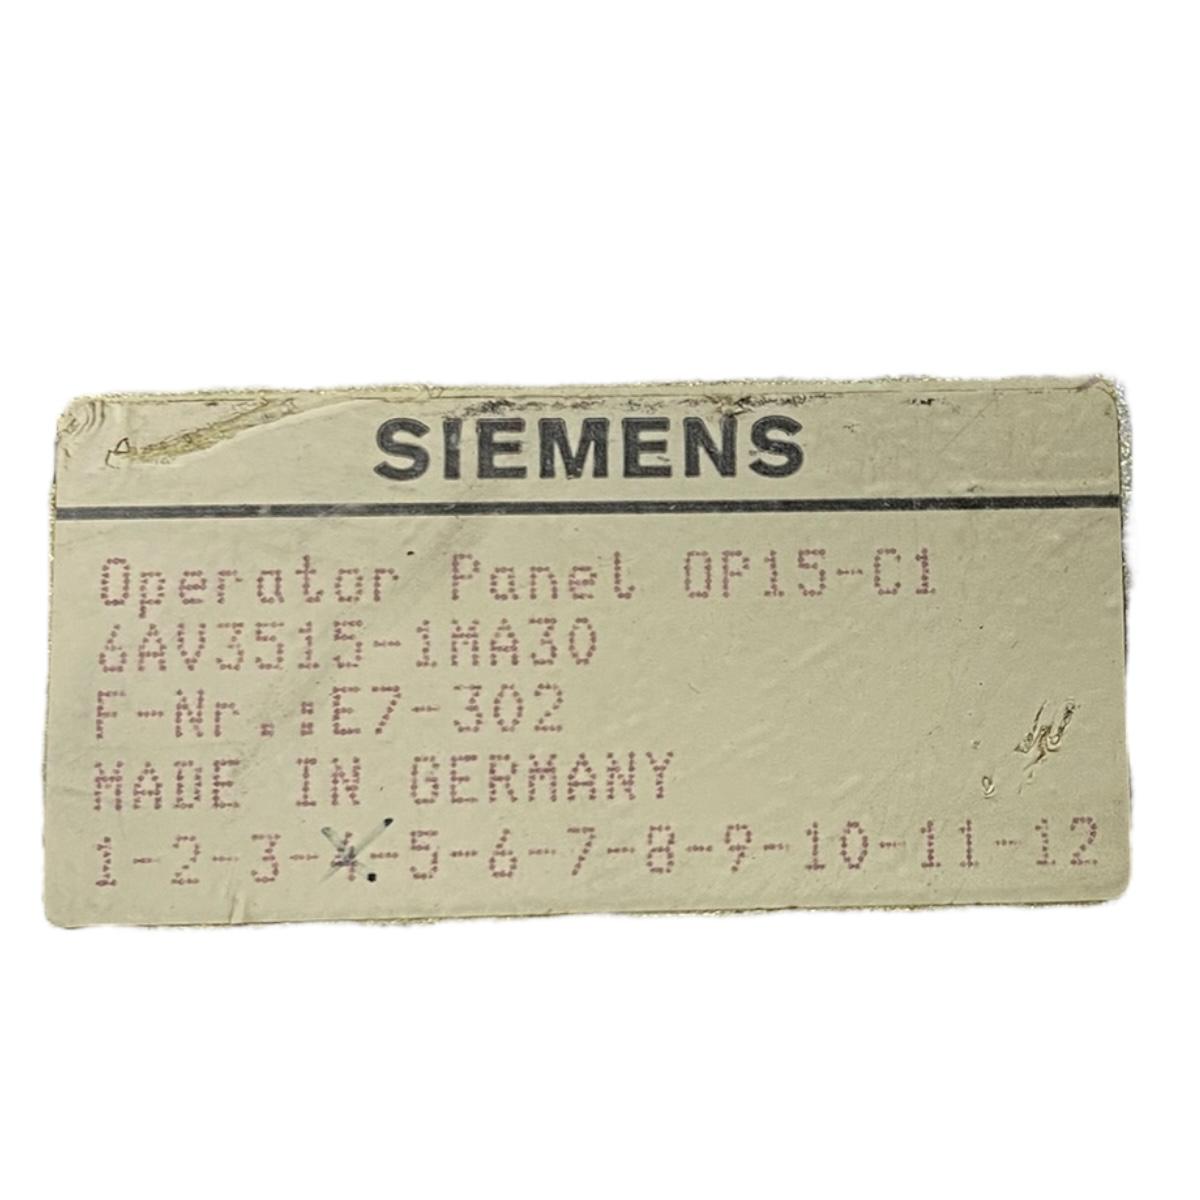 SIEMENS
Operator Panel OP15-C1
6AV3515-1MA30
F-Nr.:E7-302
MADE IN GERMANY
1-2-3-4-5-6-7-8-9-10-11-12